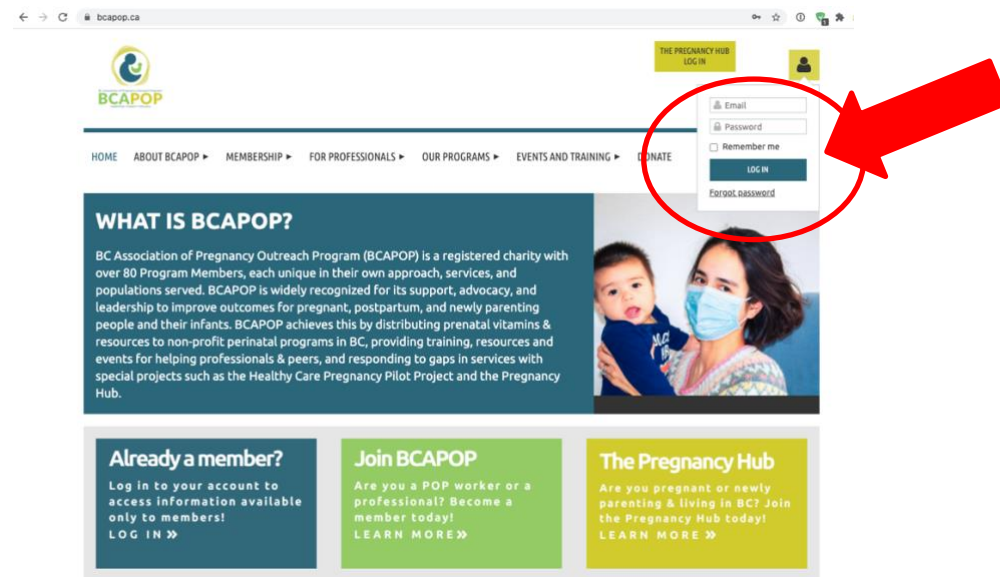 bcapop.ca
THE PREGNANCY HUB
LOG IN
BCAPOP
Email
Password
Remember me
LOG IN
Forgot password
HOME ABOUT BCAPOP ► MEMBERSHIP ► FOR PROFESSIONALS ► OUR PROGRAMS ► EVENTS AND TRAINING ► DONATE
WHAT IS BCAPOP?
BC Association of Pregnancy Outreach Program (BCAPOP) is a registered charity with
over 80 Program Members, each unique in their own approach, services, and
populations served. BCAPOP is widely recognized for its support, advocacy, and
leadership to improve outcomes for pregnant, postpartum, and newly parenting
people and their infants. BCAPOP achieves this by distributing prenatal vitamins &
resources to non-profit perinatal programs in BC, providing training, resources and
events for helping professionals & peers, and responding to gaps in services with
special projects such as the Healthy Care Pregnancy Pilot Project and the Pregnancy
Hub.
Already a member?
Log in to your account to
access information available
only to members!
LOG IN »
Join BCAPOP
Are you a POP worker or a
professional? Become a
member today!
LEARN MORE»
The Pregnancy Hub
Are you pregnant or newly
parenting & living in BC? Join
the Pregnancy Hub today!
LEARN MORE »